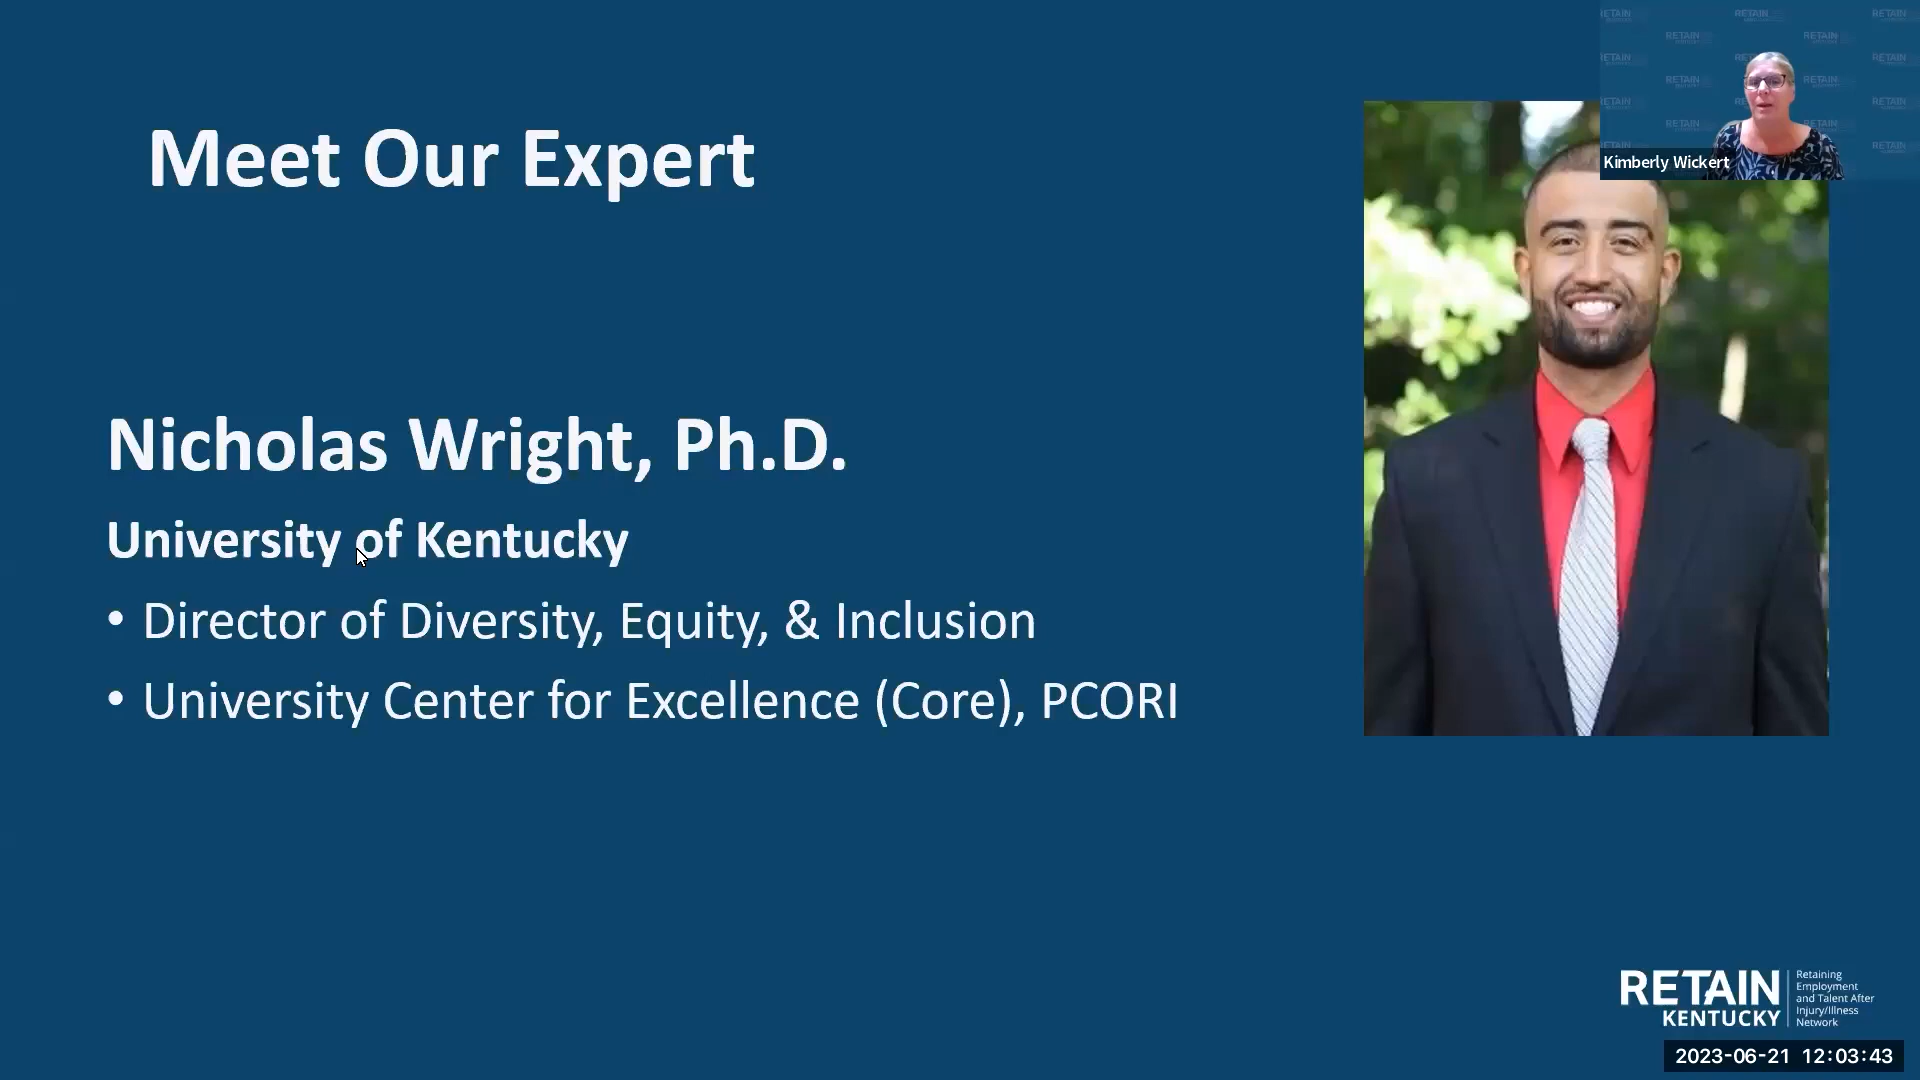 Meet Our Expert
Kimberly Wickert
Nicholas Wright, Ph.D.
University of Kentucky
• Director of Diversity, Equity, & Inclusion
• University Center for Excellence (Core), PCORI
RETAIN
KENTUCKY
Retaining
Employment
and Talent After
Injury/Illness
Network
2023-06-21 12:03:43